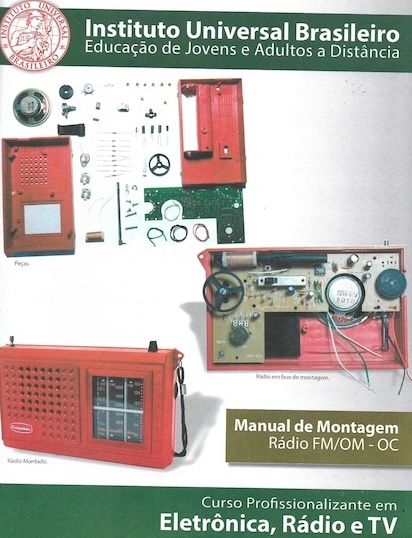 INSTITUTO UNIVERSAL BRASILEIRO
Instituto Universal Brasileiro
Educação de Jovens e Adultos a Distância
Peças.
Rádio em fase da montagem.
Rádio Montado.
Manual de Montagem
Rádio FM/OM - OC
Curso Profissionalizante em
Eletrônica, Rádio e TV